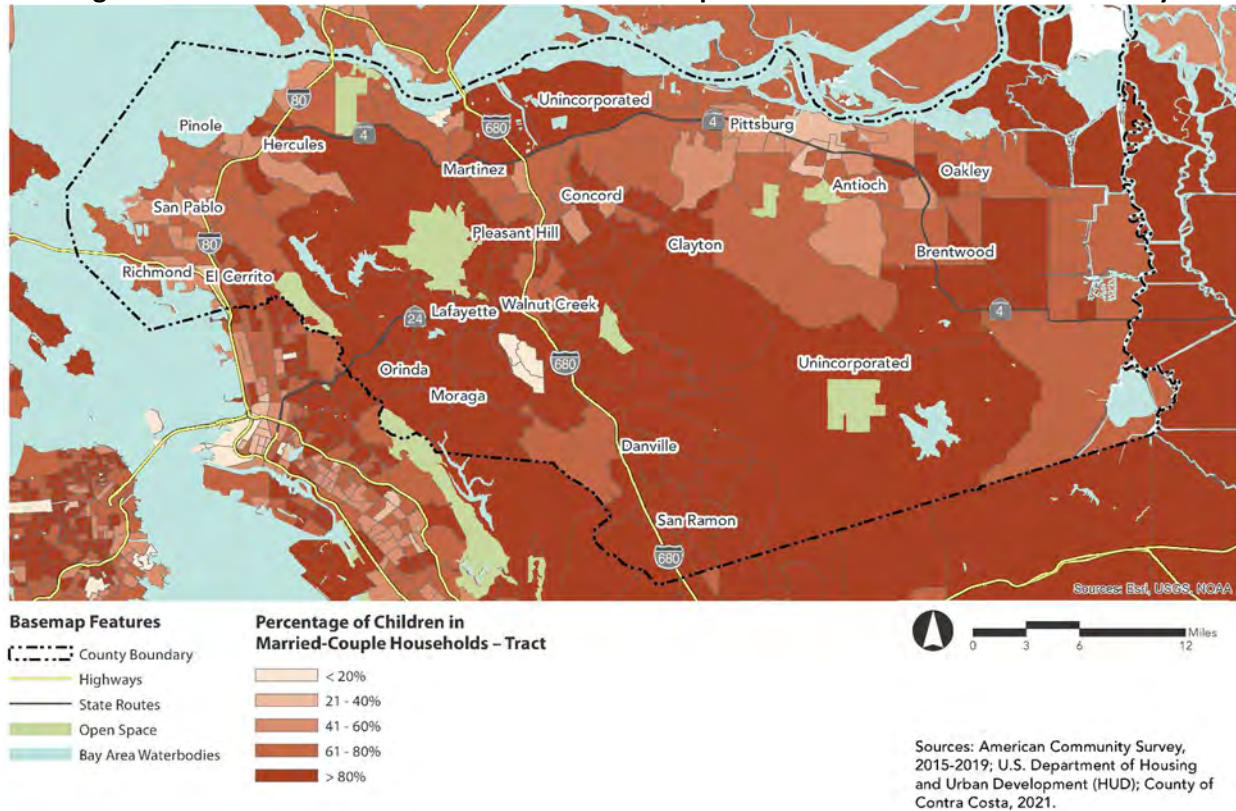 80
Unincorporated
Pinole
4
680
4
Pittsburg
Hercules
Martinez
Oakley
Antioch
Concord
San Pablo
80
Pleasant Hill
Clayton
Brentwood
Richmond
El Cerrito
Walnut Creek
Lafayette
24
4
680
Unincorporated
Orinda
Moraga
Danville
San Ramon
680
Sources: Esri, USGS, NOAA
Basemap Features
County Boundary
Highways
State Routes
Open Space
Bay Area Waterbodies
Percentage of Children in
Married-Couple Households – Tract
< 20%
21 - 40%
41 - 60%
61 - 80%
> 80%
Miles
0 3 6 12
Sources: American Community Survey,
2015-2019; U.S. Department of Housing
and Urban Development (HUD); County of
Contra Costa, 2021.